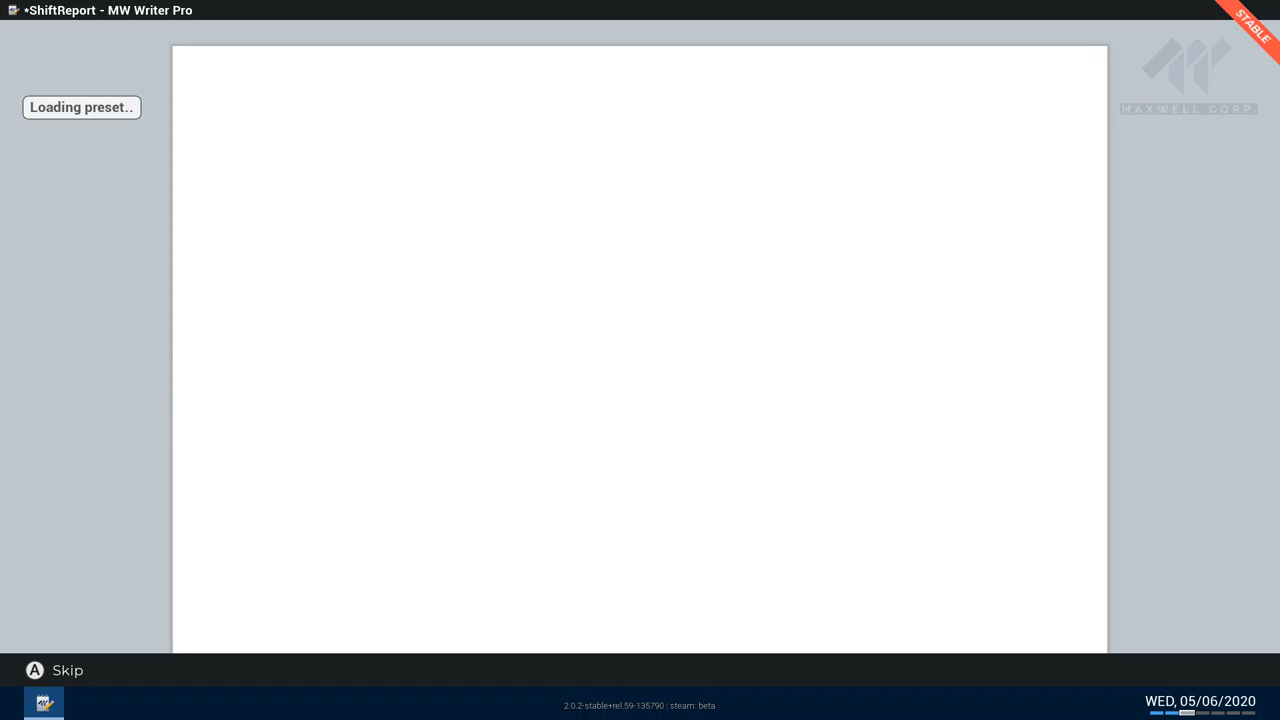 *ShiftReport - MW Writer Pro
STABLE
MAXWELL CORP.
Loading preset..
A Skip
2.0.2-stable+rel.59-135790 | steam: beta
WED, 05/06/2020